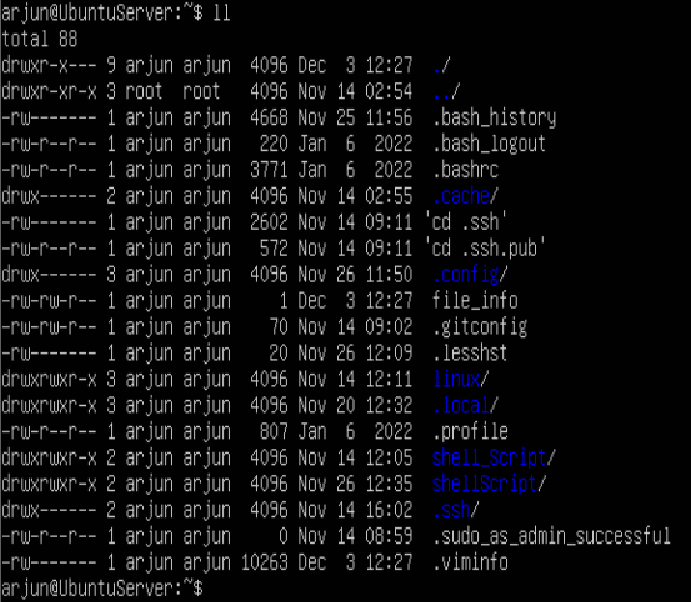 arjun@UbuntuServer:~$ ll
total 88
drwxr-x--- 9 arjun arjun  4096 Dec  3 12:27  ./
drwxr-xr-x 3 root  root   4096 Nov 14 02:54  ../
-rw------- 1 arjun arjun  4668 Nov 25 11:56  .bash_history
-rw-r--r-- 1 arjun arjun   220 Jan  6  2022  .bash_logout
-rw-r--r-- 1 arjun arjun  3771 Jan  6  2022  .bashrc
drwx------ 2 arjun arjun  4096 Nov 14 02:55  .cache/
-rw------- 1 arjun arjun  2602 Nov 14 09:11 'cd .ssh'
-rw-r--r-- 1 arjun arjun   572 Nov 14 09:11 'cd .ssh.pub'
drwx------ 3 arjun arjun  4096 Nov 26 11:50  .config/
-rw-rw-r-- 1 arjun arjun     1 Dec  3 12:27  file_info
-rw-rw-r-- 1 arjun arjun    70 Nov 14 09:02  .gitconfig
-rw------- 1 arjun arjun    20 Nov 26 12:09  .lesshst
drwxrwxr-x 3 arjun arjun  4096 Nov 14 12:11  linux/
drwxrwxr-x 3 arjun arjun  4096 Nov 20 12:32  .local/
-rw-r--r-- 1 arjun arjun   807 Jan  6  2022  .profile
drwxrwxr-x 2 arjun arjun  4096 Nov 14 12:05  shell_Script/
drwxrwxr-x 2 arjun arjun  4096 Nov 26 12:35  shellScript/
drwx------ 2 arjun arjun  4096 Nov 14 16:02  .ssh/
-rw-r--r-- 1 arjun arjun     0 Nov 14 08:59  .sudo_as_admin_successful
-rw------- 1 arjun arjun 10263 Dec  3 12:27  .viminfo
arjun@UbuntuServer:~$